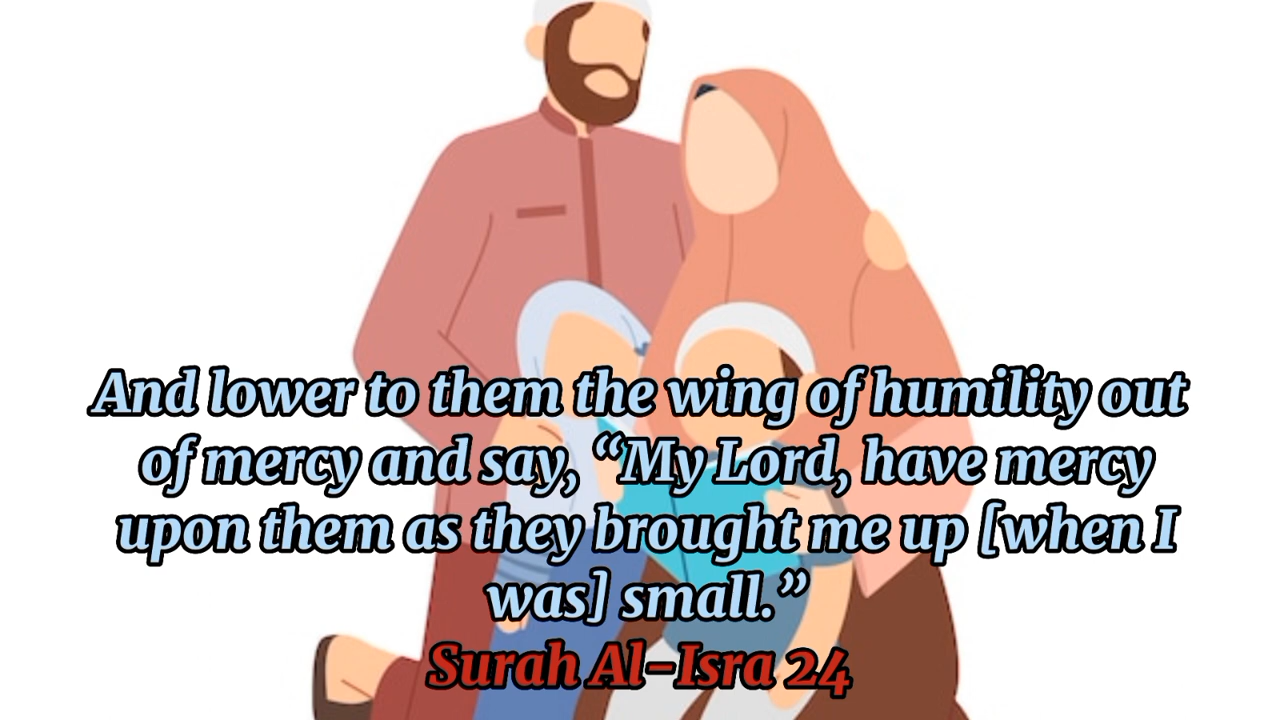 And lower to them the wing of humility out
of mercy and say, “My Lord, have mercy
upon them as they brought me up [when I
was] small.”
Surah Al-Isra 24